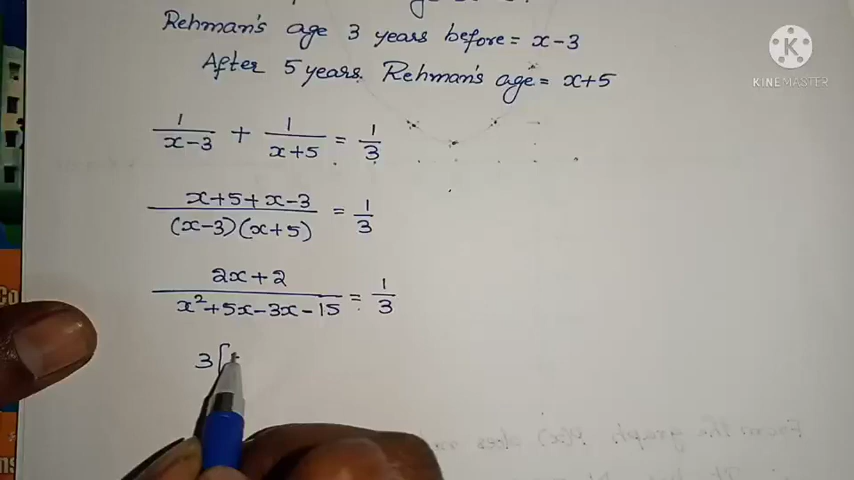 Rehman's age 3 years before = x-3
After 5 years Rehman's age = x+5
KINEMASTER
1/(x-3) + 1/(x+5) = 1/3
(x+5+x-3)/((x-3)(x+5)) = 1/3
(2x+2)/(x²+5x-3x-15) = 1/3
3[